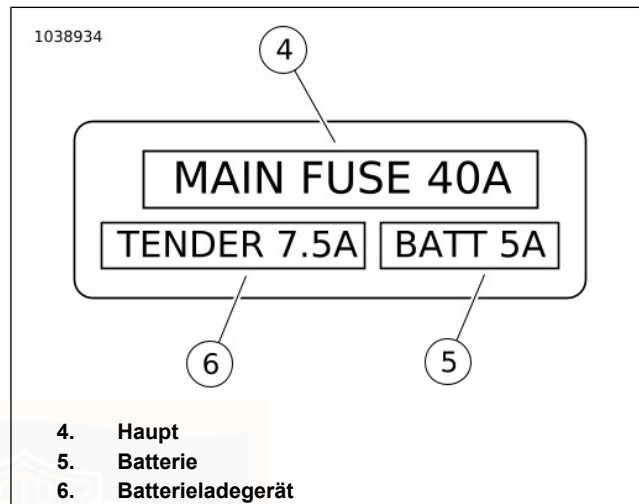 1038934
4
MAIN FUSE 40A
TENDER 7.5A BATT 5A
6 5
4. Haupt
5. Batterie
6. Batterieladegerät